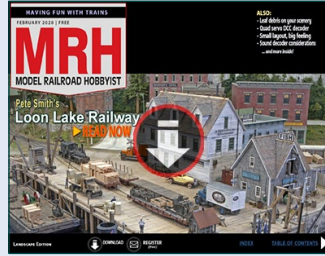 HAVING FUN WITH TRAINS
FEBRUARY 2020 | FREE
MRH
MODEL RAILROAD HOBBYIST
Pete Smith's
Loon Lake Railway
READ NOW
ALSO:
- Leaf debris on your scenery
- Quad servo DCC decoder
- Small layout, big feeling
- Sound decoder considerations
... and more inside!
LANDSCAPE EDITION
DOWNLOAD
REGISTER
(Free)
INDEX
TABLE OF CONTENTS